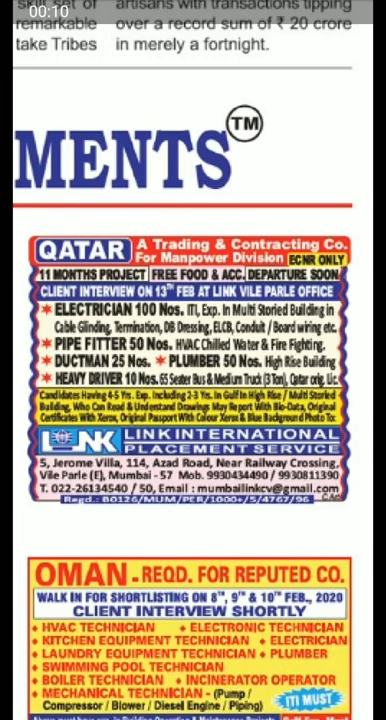 00:10
artisans with transactions tipping
remarkable over a record sum of ₹ 20 crore
take Tribes in merely a fortnight.
MENTS TM
QATAR A Trading & Contracting Co.
For Manpower Division ECNR ONLY
11 MONTHS PROJECT FREE FOOD & ACC. DEPARTURE SOON
CLIENT INTERVIEW ON 13TH FEB AT LINK VILE PARLE OFFICE
* ELECTRICIAN 100 Nos. ITI, Exp. In Multi Storied Building in
Cable Glinding, Termination, DB Dressing, ELCB, Conduit / Board wiring etc.
* PIPE FITTER 50 Nos. HVAC Chilled Water & Fire Fighting.
* DUCTMAN 25 Nos. * PLUMBER 50 Nos. High Rise Building
* HEAVY DRIVER 10 Nos. 65 Seater Bus & Medium Truck (3 Ton), Qatar orig. Lic.
Candidates Having 4-5 Yrs. Exp. Including 2-3 Yrs. In Gulf In High Rise / Multi Storied
Building, Who Can Read & Understand Drawings May Report With Bio-Data, Original
Certificates With Xerox, Original Passport With Colour Xerox & Blue Background Photo To:
LINK LINK INTERNATIONAL
PLACEMENT SERVICE
5, Jerome Villa, 114, Azad Road, Near Railway Crossing,
Vile Parle (E), Mumbai - 57 Mob. 9930434490 / 9930811390
T. 022-26134540 / 50, Email : mumbailinkcv@gmail.com
Regd.: B0126/MUM/PER/1000+/5/4767/96
OMAN - REQD. FOR REPUTED CO.
WALK IN FOR SHORTLISTING ON 8TH, 9TH & 10TH FEB., 2020
CLIENT INTERVIEW SHORTLY
♦ HVAC TECHNICIAN ♦ ELECTRONIC TECHNICIAN
♦ KITCHEN EQUIPMENT TECHNICIAN ♦ ELECTRICIAN
♦ LAUNDRY EQUIPMENT TECHNICIAN ♦ PLUMBER
♦ SWIMMING POOL TECHNICIAN
♦ BOILER TECHNICIAN ♦ INCINERATOR OPERATOR
♦ MECHANICAL TECHNICIAN - (Pump /
Compressor / Blower / Diesel Engine / Piping) ITI MUST